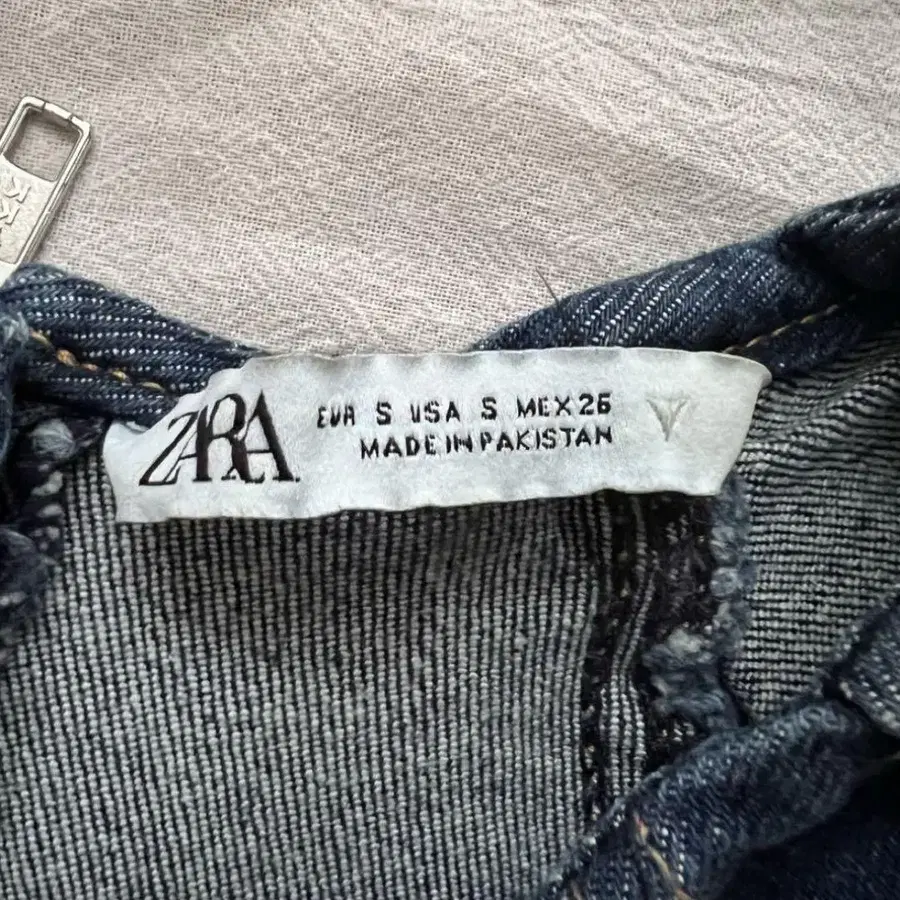 ZARA
EUR S USA S MEX 26
MADE IN PAKISTAN